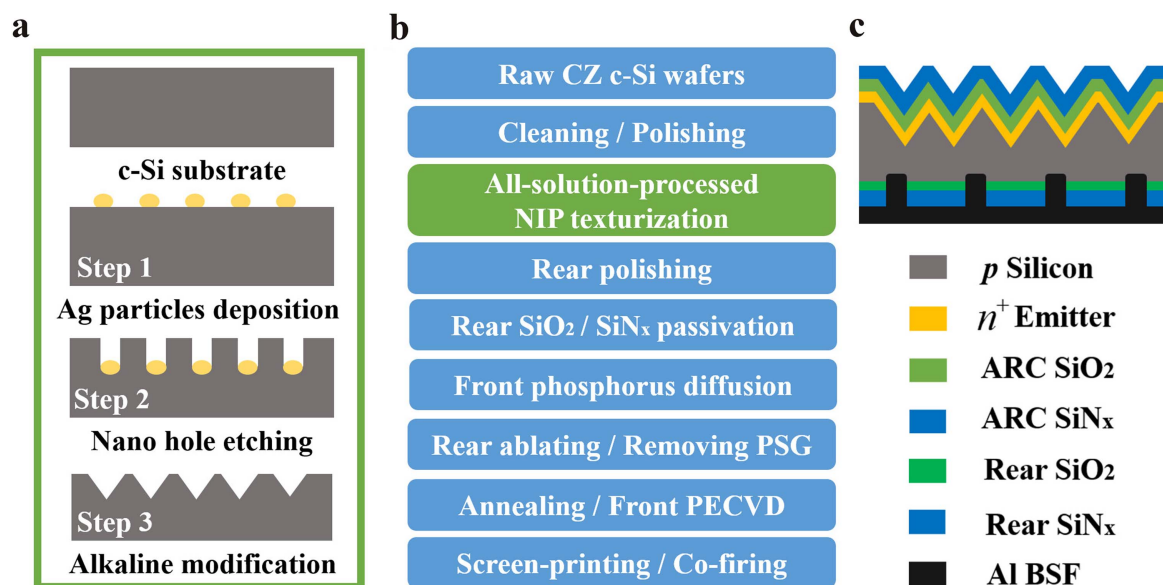 a
c-Si substrate
Step 1
Ag particles deposition
Step 2
Nano hole etching
Step 3
Alkaline modification
b
Raw CZ c-Si wafers
Cleaning / Polishing
All-solution-processed
NIP texturization
Rear polishing
Rear SiO₂ / SiNₓ passivation
Front phosphorus diffusion
Rear ablating / Removing PSG
Annealing / Front PECVD
Screen-printing / Co-firing
c
p Silicon
n⁺ Emitter
ARC SiO₂
ARC SiNₓ
Rear SiO₂
Rear SiNₓ
Al BSF